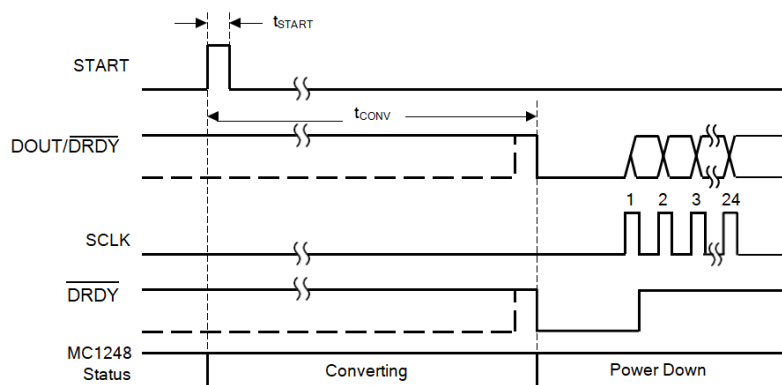 tSTART
START
tCONV
DOUT/DRDY
1 2 3 24
SCLK
DRDY
MC1248
Status
Converting
Power Down